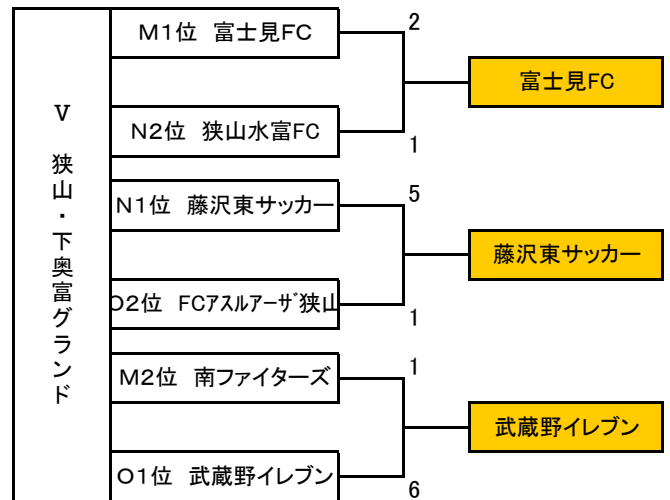 V 狭山・下奥富グランド
M1位 富士見FC
2
富士見FC
N2位 狭山水富FC
1
N1位 藤沢東サッカー
5
藤沢東サッカー
O2位 FCアスルアーザ狭山
1
M2位 南ファイターズ
1
武蔵野イレブン
O1位 武蔵野イレブン
6